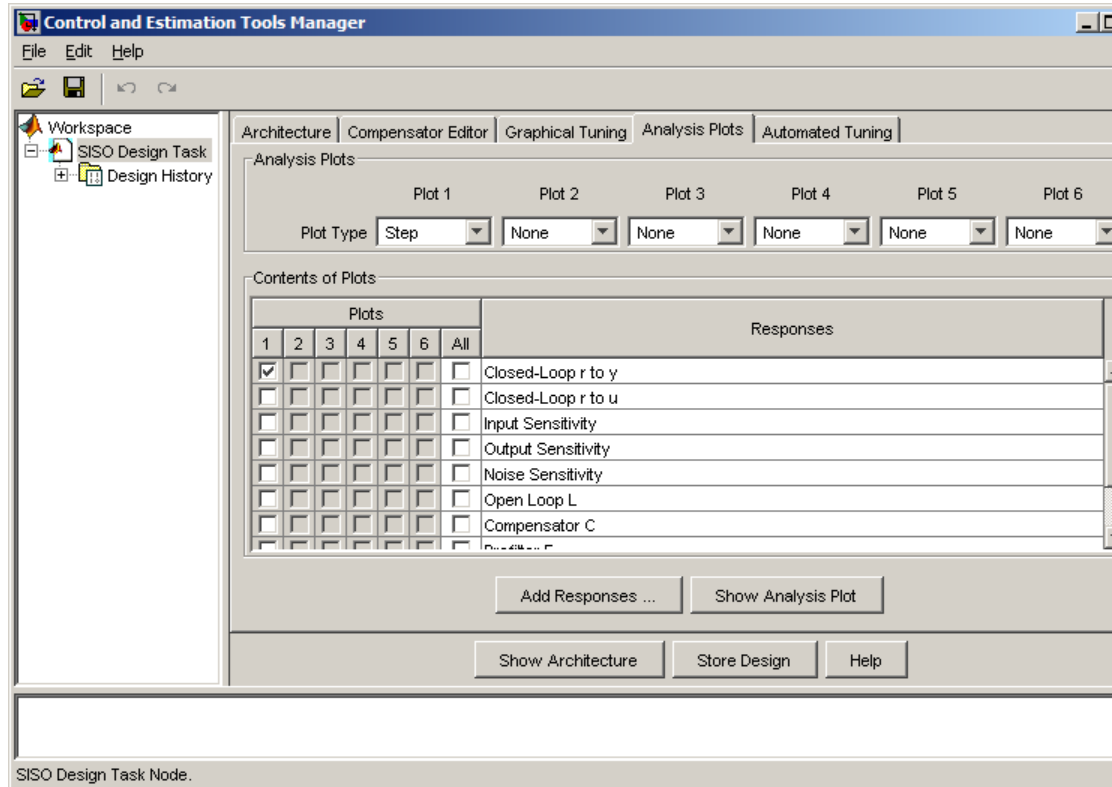 Control and Estimation Tools Manager
File Edit Help
Workspace
SISO Design Task
Design History
Architecture Compensator Editor Graphical Tuning Analysis Plots Automated Tuning
Analysis Plots
Plot 1 Plot 2 Plot 3 Plot 4 Plot 5 Plot 6
Plot Type Step None None None None None
Contents of Plots
Plots
Responses
1 2 3 4 5 6 All
Closed-Loop r to y
Closed-Loop r to u
Input Sensitivity
Output Sensitivity
Noise Sensitivity
Open Loop L
Compensator C
Add Responses ... Show Analysis Plot
Show Architecture Store Design Help
SISO Design Task Node.